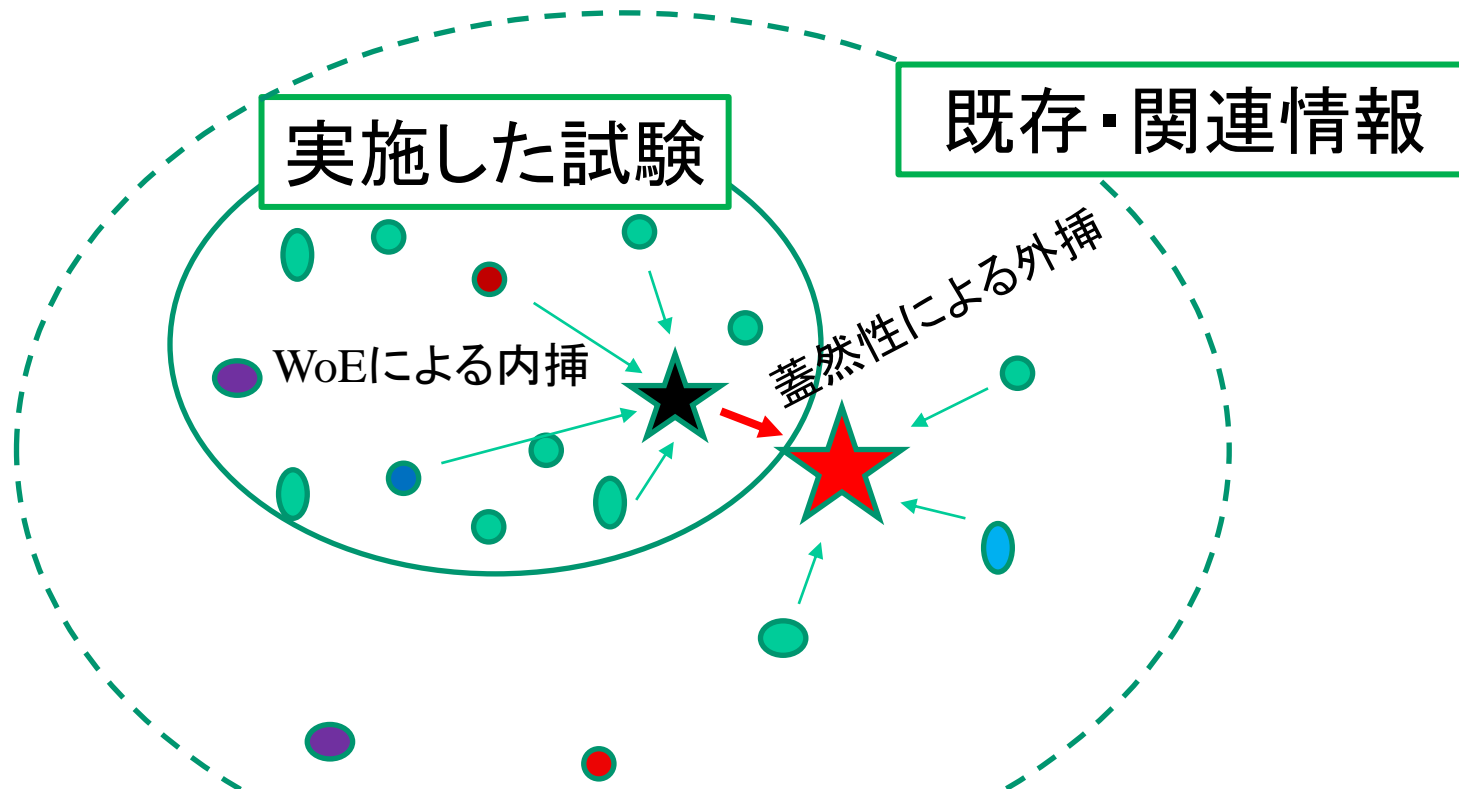 既存・関連情報
実施した試験
蓋然性による外挿
WoEによる内挿